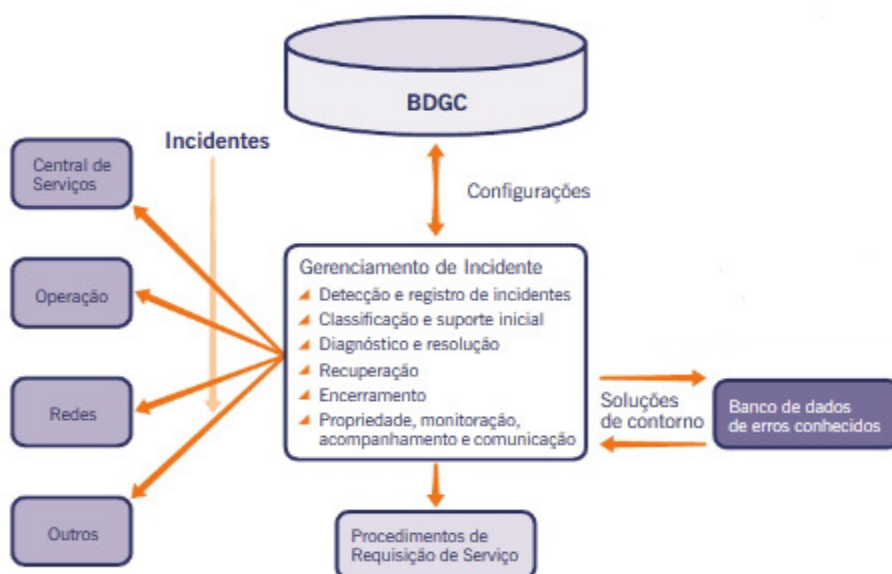 BDGC
Incidentes
Configurações
Central de
Serviços
Operação
Redes
Outros
Gerenciamento de Incidente
Detecção e registro de incidentes
Classificação e suporte inicial
Diagnóstico e resolução
Recuperação
Encerramento
Propriedade, monitoração,
acompanhamento e comunicação
Soluções
de contorno
Banco de dados
de erros conhecidos
Procedimentos de
Requisição de Serviço